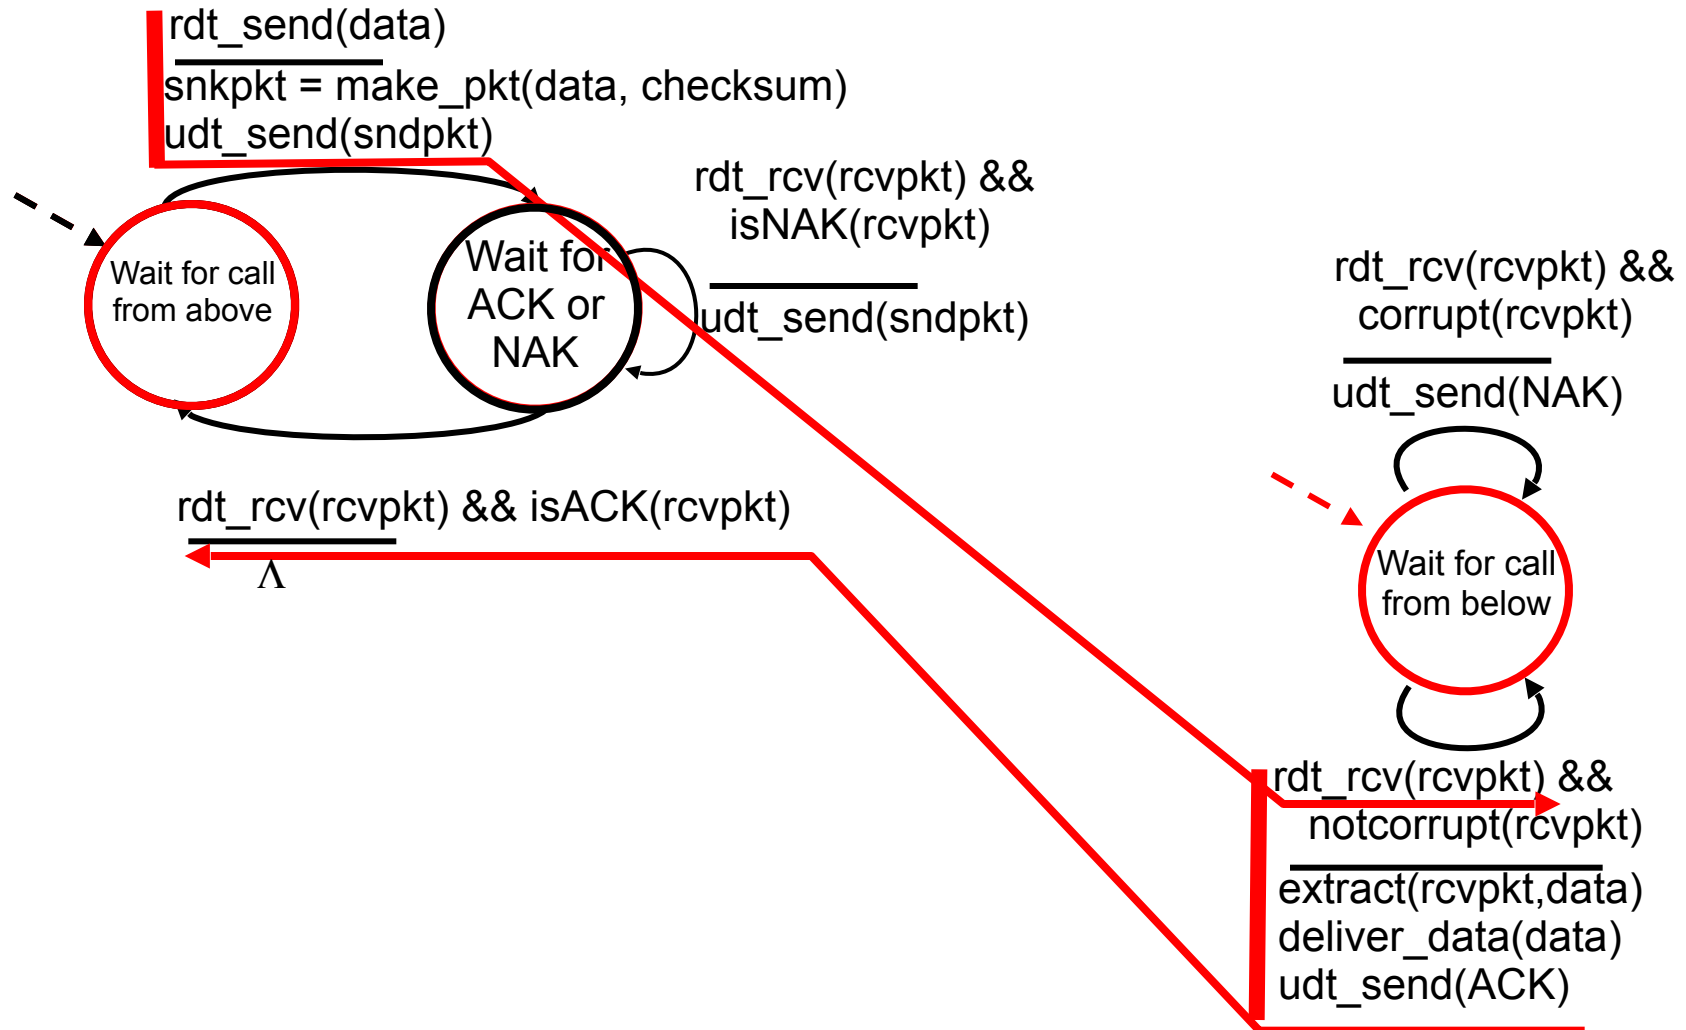 rdt_send(data)
snkpkt = make_pkt(data, checksum)
udt_send(sndpkt)
Wait for call
from above
Wait for
ACK or
NAK
rdt_rcv(rcvpkt) &&
isNAK(rcvpkt)
udt_send(sndpkt)
rdt_rcv(rcvpkt) && isACK(rcvpkt)
Λ
rdt_rcv(rcvpkt) &&
corrupt(rcvpkt)
udt_send(NAK)
Wait for call
from below
rdt_rcv(rcvpkt) &&
notcorrupt(rcvpkt)
extract(rcvpkt,data)
deliver_data(data)
udt_send(ACK)